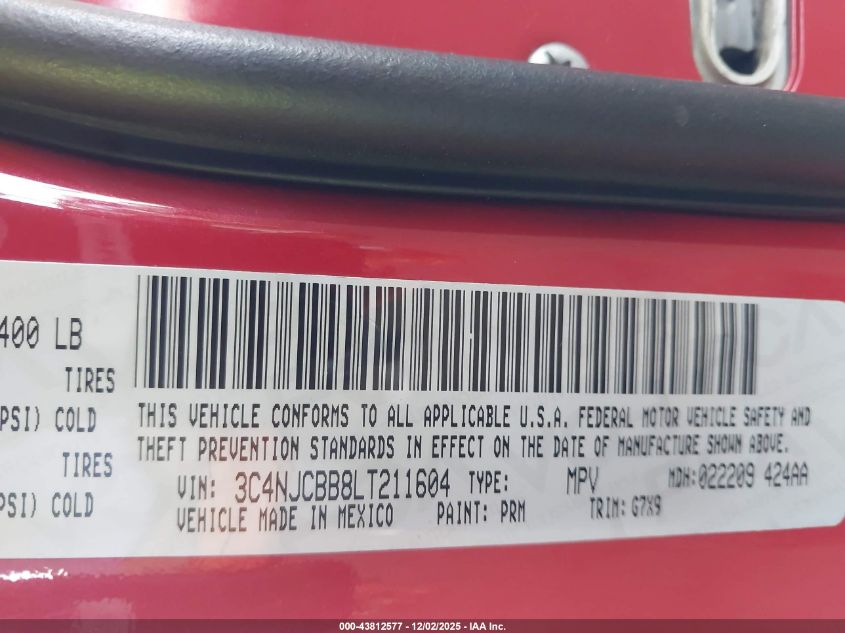 400 LB
TIRES
PSI) COLD
TIRES
PSI) COLD
THIS VEHICLE CONFORMS TO ALL APPLICABLE U.S.A. FEDERAL MOTOR VEHICLE SAFETY AND
THEFT PREVENTION STANDARDS IN EFFECT ON THE DATE OF MANUFACTURE SHOWN ABOVE.
VIN: 3C4NJCBB8LT211604 TYPE: MPV MDH:022209 424AA
VEHICLE MADE IN MEXICO PAINT: PRM TRIM: G7X9
000-43812577 - 12/02/2025 - IAA Inc.